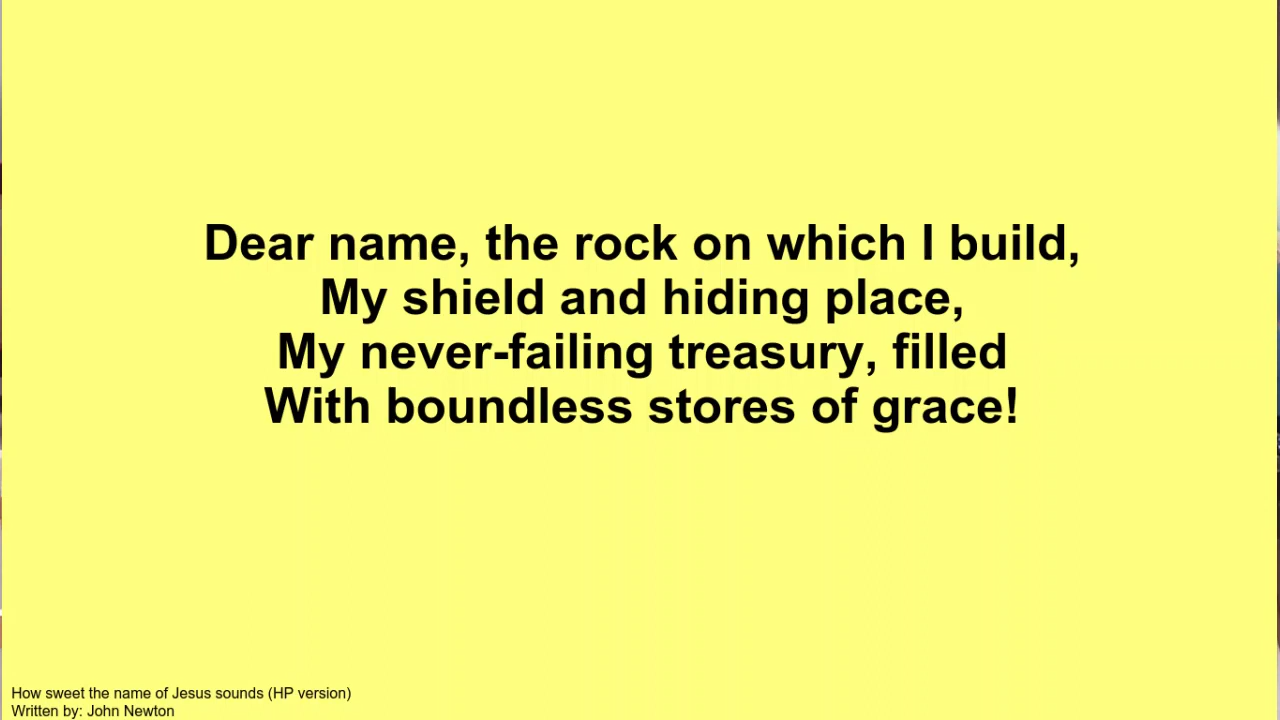 Dear name, the rock on which I build,
My shield and hiding place,
My never-failing treasury, filled
With boundless stores of grace!
How sweet the name of Jesus sounds (HP version)
Written by: John Newton